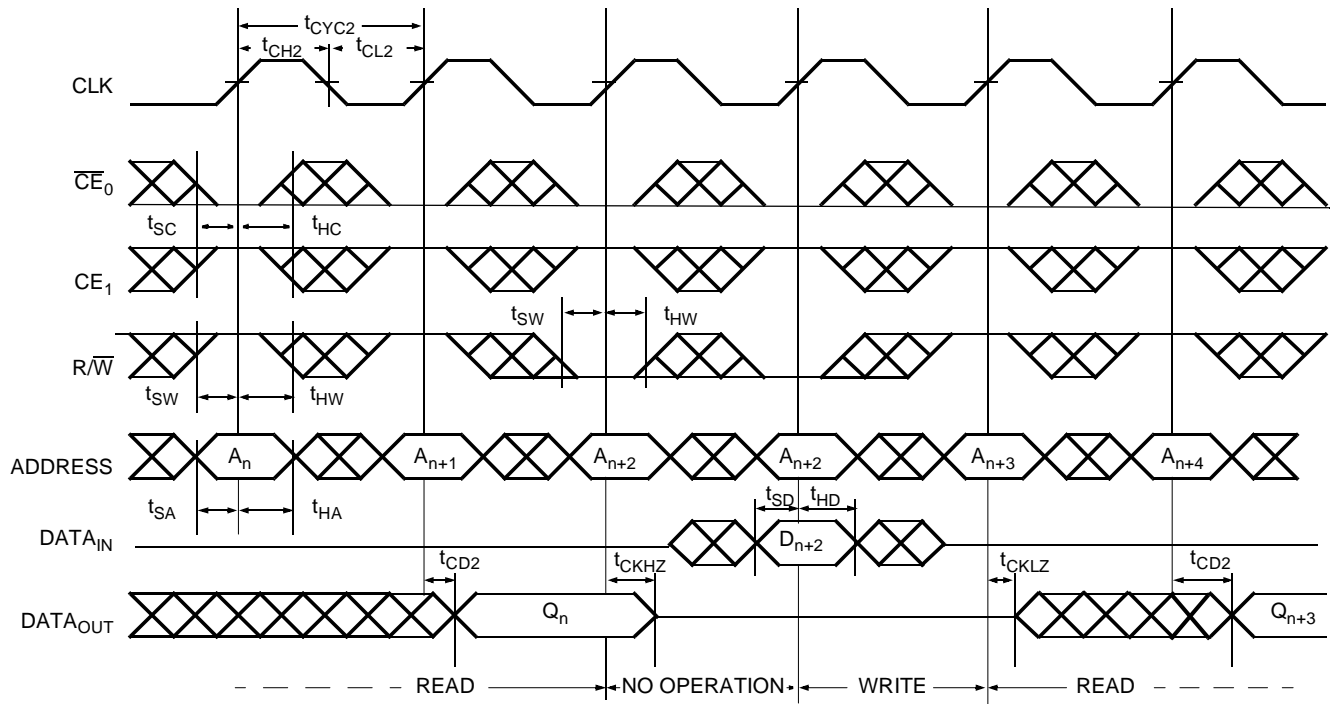 tCYC2
tCH2 tCL2
CLK
CE0
tSC tHC
CE1
tSW tHW
R/W
tSW tHW
ADDRESS An An+1 An+2 An+2 An+3 An+4
tSA tHA tSD tHD
DATAIN Dn+2
tCD2 tCKHZ tCKLZ tCD2
DATAOUT Qn Qn+3
READ NO OPERATION WRITE READ